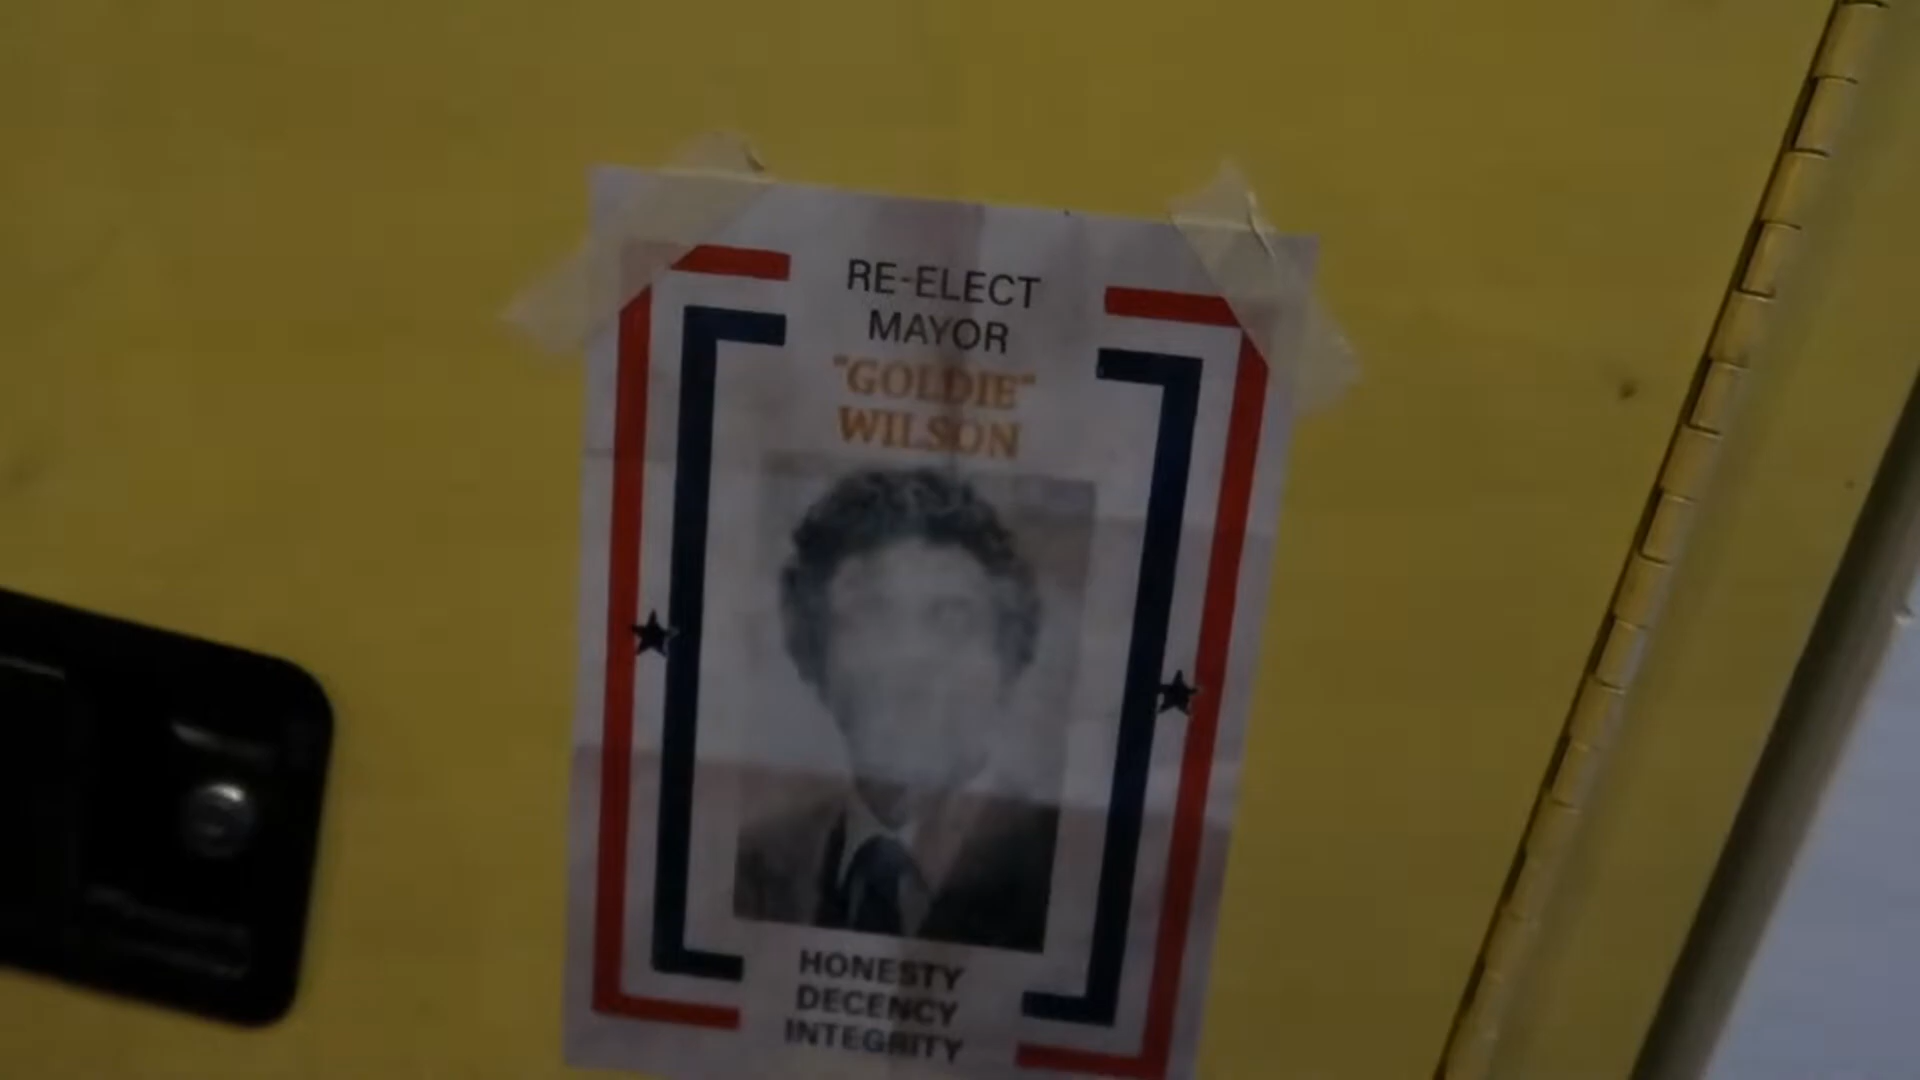 RE-ELECT
MAYOR
"GOLDIE"
WILSON
HONESTY
DECENCY
INTEGRITY